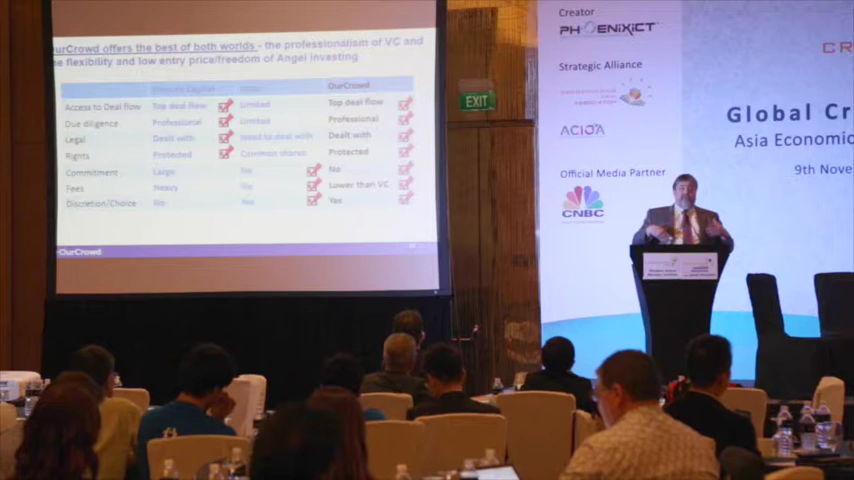 OurCrowd offers the best of both worlds - the professionalism of VC and
the flexibility and low entry price/freedom of Angel investing
OurCrowd
Access to Deal flow Top deal flow Limited Top deal flow
Due diligence Professional Limited Professional
Legal Dealt with Need to deal with Dealt with
Rights Protected Common shares Protected
Commitment Large No No
Fees Heavy No Lower than VC
Discretion/Choice No Yes Yes
OurCrowd
EXIT
Creator
PHOENIXICT
Strategic Alliance
ACIOA
Official Media Partner
CNBC
CR
Global Cr
Asia Economic
9th Nove